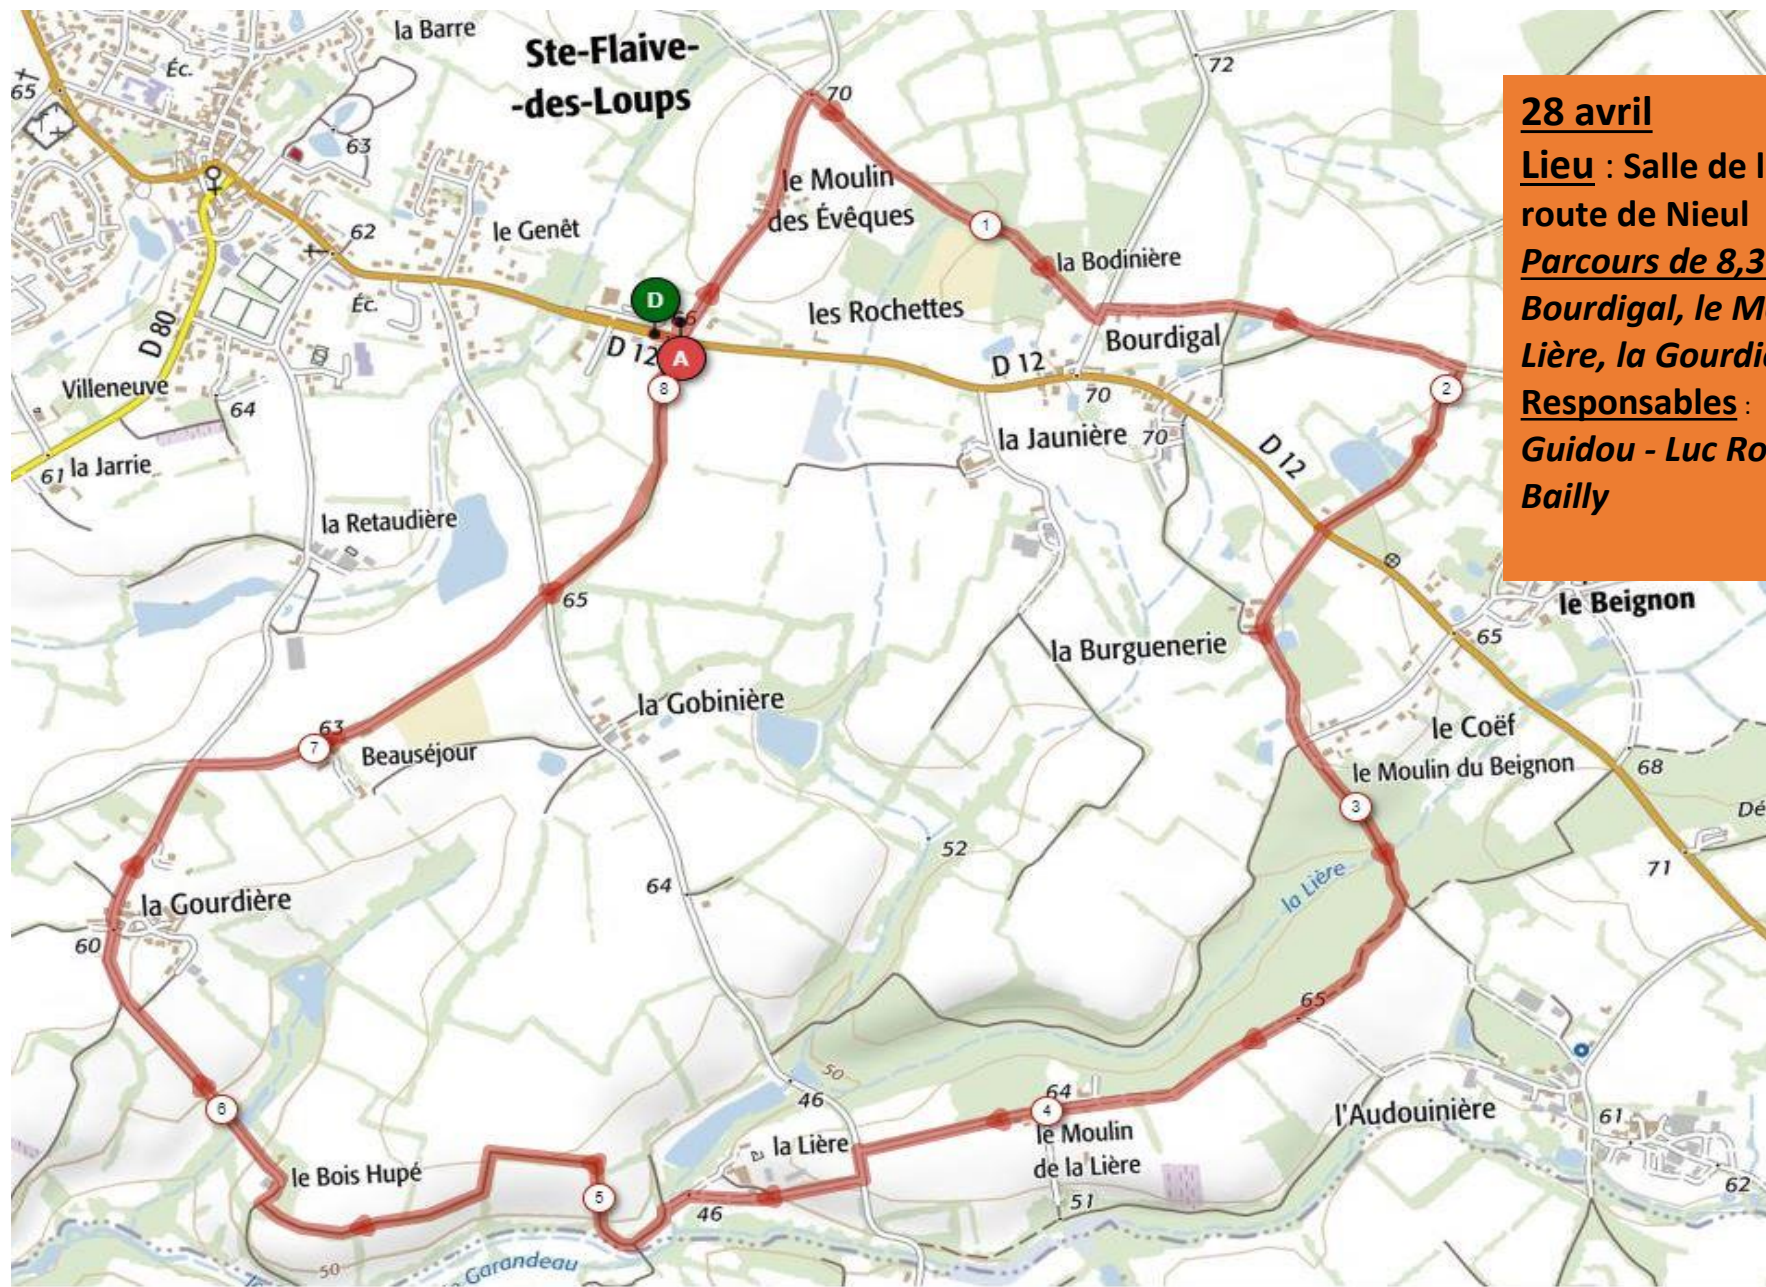 la Barre
Ste-Flaive-
-des-Loups
Éc.
65
72
70
63
28 avril
Lieu : Salle de l
route de Nieul
Parcours de 8,3
Bourdigal, le M
Lière, la Gourdi
Responsables :
Guidou - Luc Ro
Bailly
le Moulin
des Évêques
62
le Genêt
1
la Bodinière
D
les Rochettes
Éc.
D 80
D 12
A
Bourdigal
D 12
8
2
Villeneuve
64
70
la Jaunière
70
D 12
61
la Jarrie
la Retaudière
65
le Beignon
65
la Burguenerie
la Gobinière
63
7
Beauséjour
le Coëf
le Moulin du Beignon
68
3
Dé
52
71
64
la Lière
la Gourdière
60
65
50
46
64
4
6
l'Audouinière
61
le Moulin
de la Lière
la Lière
le Bois Hupé
5
46
51
62
50
Garandeau